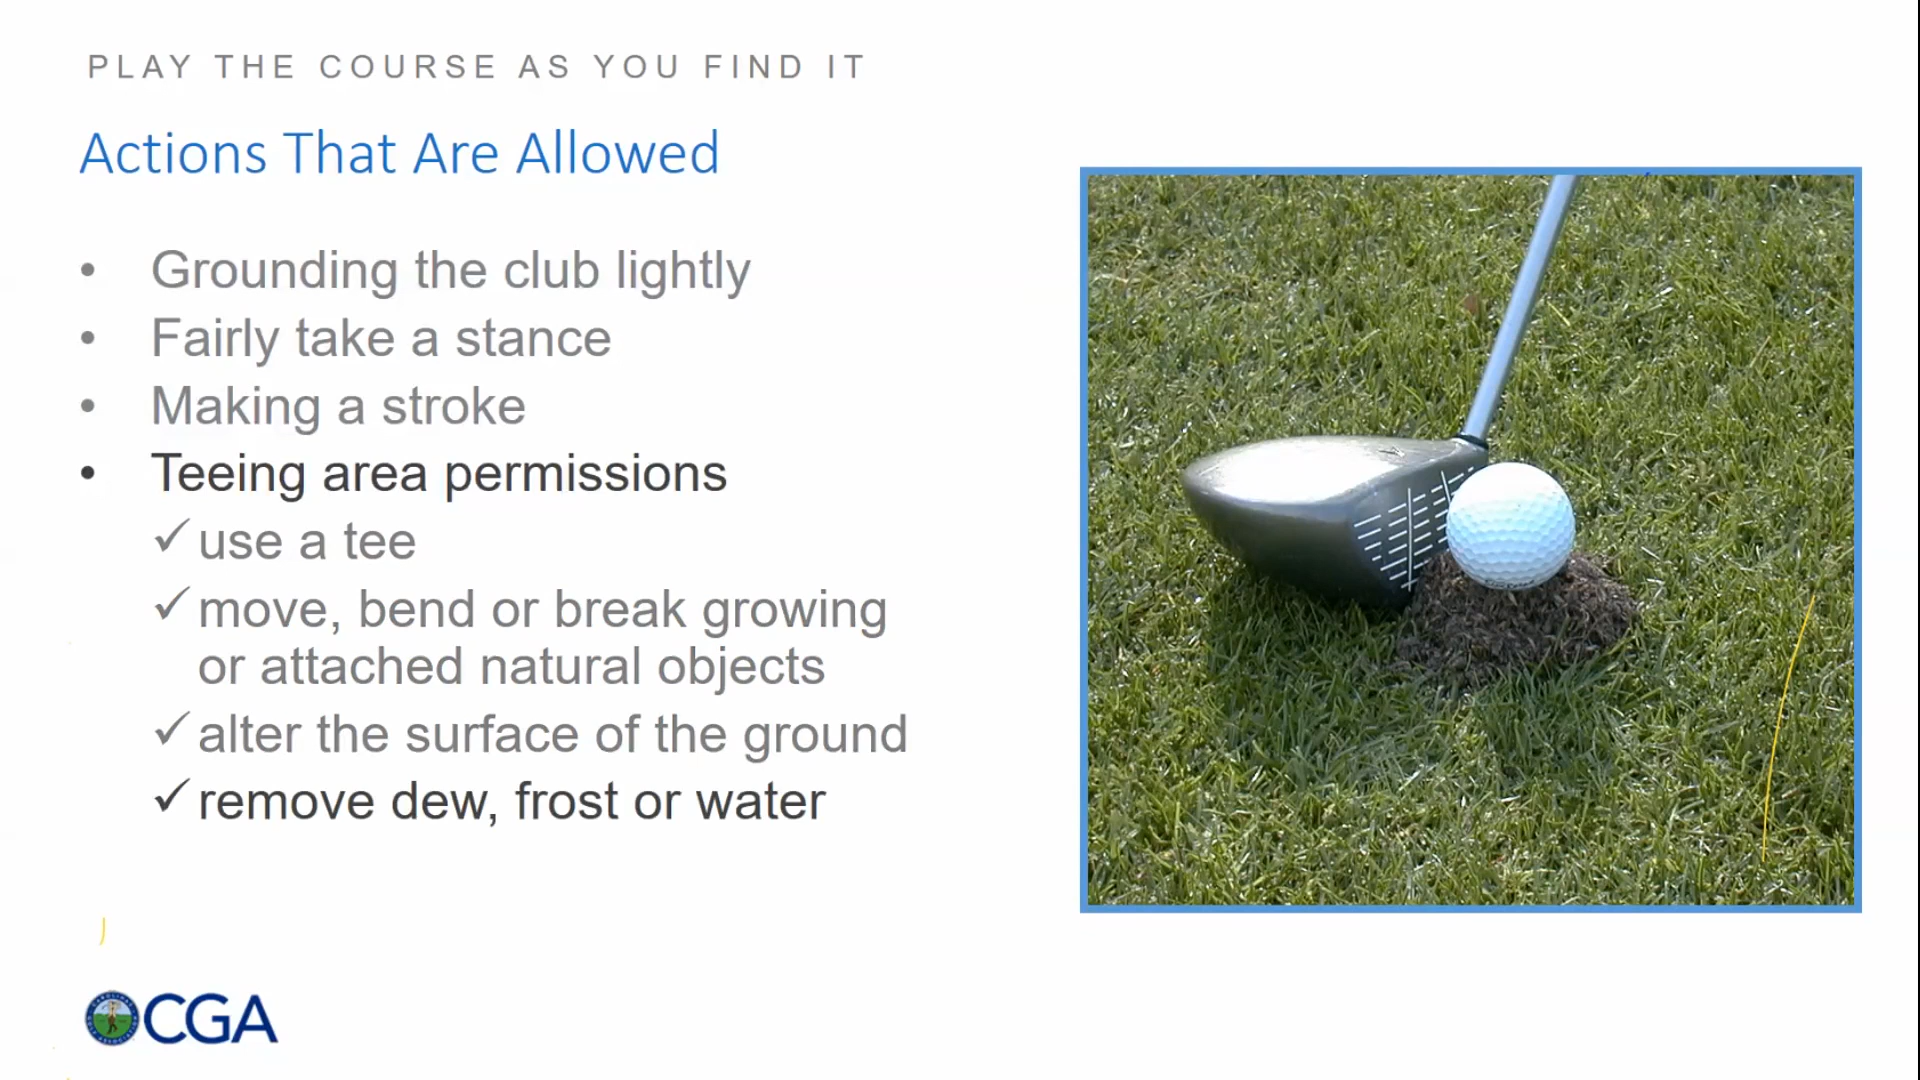 PLAY THE COURSE AS YOU FIND IT
Actions That Are Allowed
• Grounding the club lightly
• Fairly take a stance
• Making a stroke
• Teeing area permissions
✓ use a tee
✓ move, bend or break growing
or attached natural objects
✓ alter the surface of the ground
✓ remove dew, frost or water
CGA